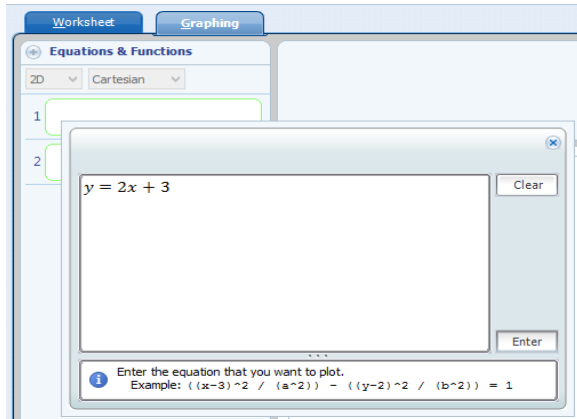 Worksheet Graphing
Equations & Functions
2D Cartesian
1
2
y = 2x + 3
Clear
Enter
Enter the equation that you want to plot.
Example: ((x-3)^2 / (a^2)) - ((y-2)^2 / (b^2)) = 1